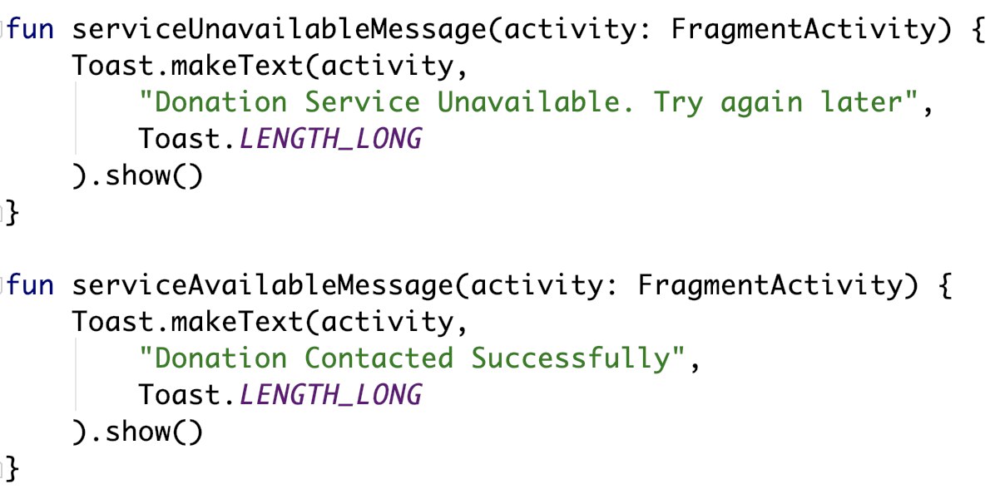 fun serviceUnavailableMessage(activity: FragmentActivity) {
    Toast.makeText(activity,
        "Donation Service Unavailable. Try again later",
        Toast.LENGTH_LONG
    ).show()
}

fun serviceAvailableMessage(activity: FragmentActivity) {
    Toast.makeText(activity,
        "Donation Contacted Successfully",
        Toast.LENGTH_LONG
    ).show()
}